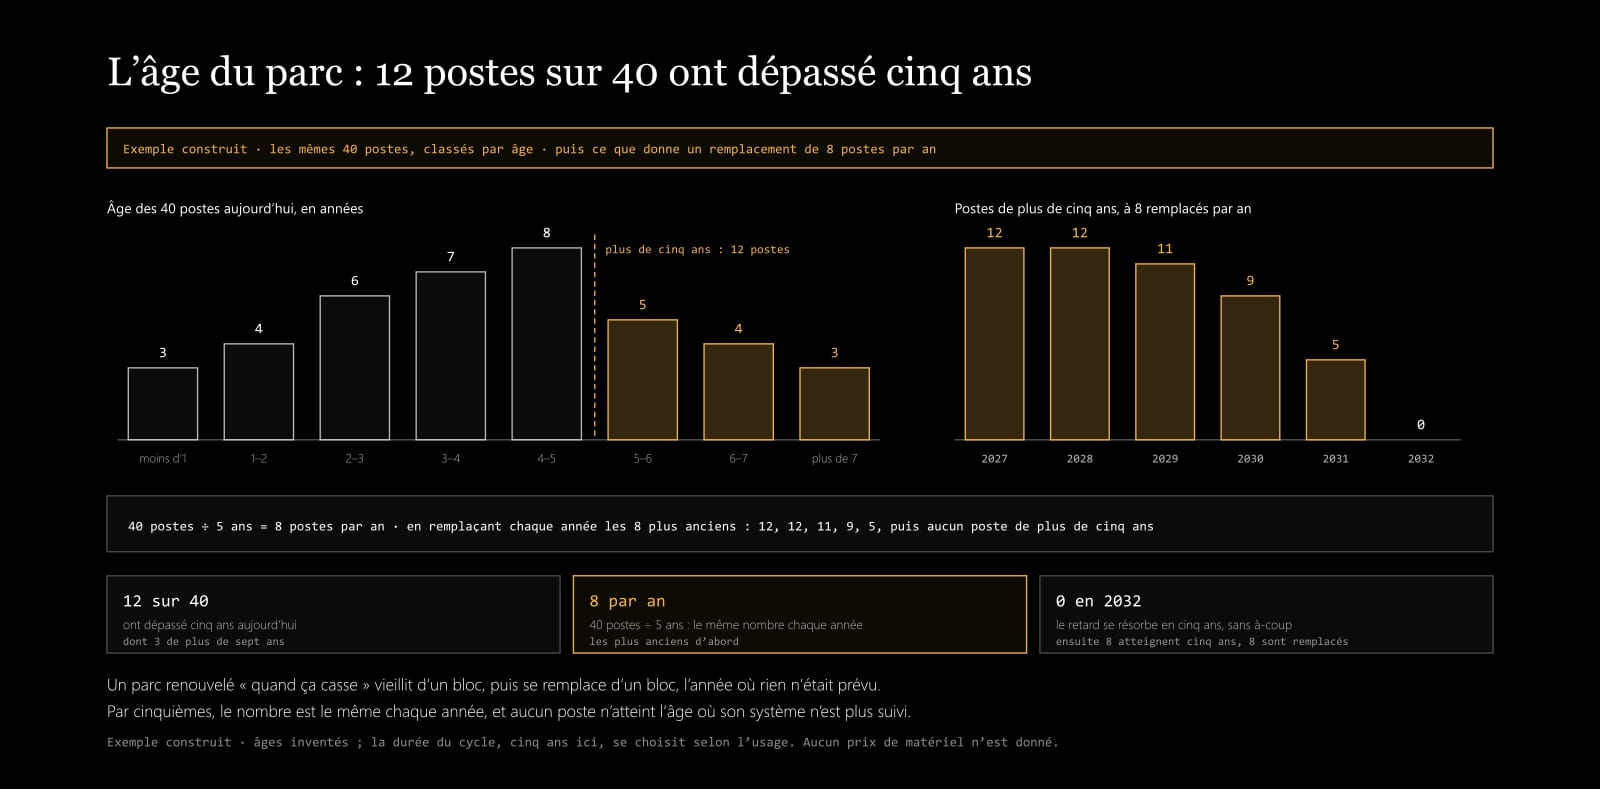 L’âge du parc : 12 postes sur 40 ont dépassé cinq ans
Exemple construit · les mêmes 40 postes, classés par âge · puis ce que donne un remplacement de 8 postes par an
Âge des 40 postes aujourd’hui, en années
3
4
6
7
8
plus de cinq ans : 12 postes
5
4
3
moins d’1
1–2
2–3
3–4
4–5
5–6
6–7
plus de 7
Postes de plus de cinq ans, à 8 remplacés par an
12
12
11
9
5
0
2027
2028
2029
2030
2031
2032
40 postes ÷ 5 ans = 8 postes par an · en remplaçant chaque année les 8 plus anciens : 12, 12, 11, 9, 5, puis aucun poste de plus de cinq ans
12 sur 40
ont dépassé cinq ans aujourd’hui
dont 3 de plus de sept ans
8 par an
40 postes ÷ 5 ans : le même nombre chaque année
les plus anciens d’abord
0 en 2032
le retard se résorbe en cinq ans, sans à-coup
ensuite 8 atteignent cinq ans, 8 sont remplacés
Un parc renouvelé « quand ça casse » vieillit d’un bloc, puis se remplace d’un bloc, l’année où rien n’était prévu.
Par cinquièmes, le nombre est le même chaque année, et aucun poste n’atteint l’âge où son système n’est plus suivi.
Exemple construit · âges inventés ; la durée du cycle, cinq ans ici, se choisit selon l’usage. Aucun prix de matériel n’est donné.